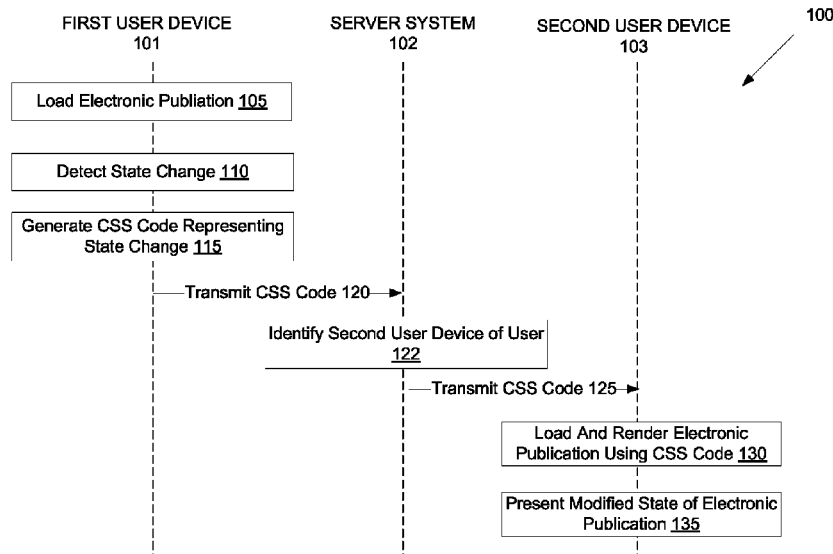 FIRST USER DEVICE
101
SERVER SYSTEM
102
SECOND USER DEVICE
103
100
Load Electronic Publiation 105
Detect State Change 110
Generate CSS Code Representing
State Change 115
Transmit CSS Code 120
Identify Second User Device of User
122
Transmit CSS Code 125
Load And Render Electronic
Publication Using CSS Code 130
Present Modified State of Electronic
Publication 135